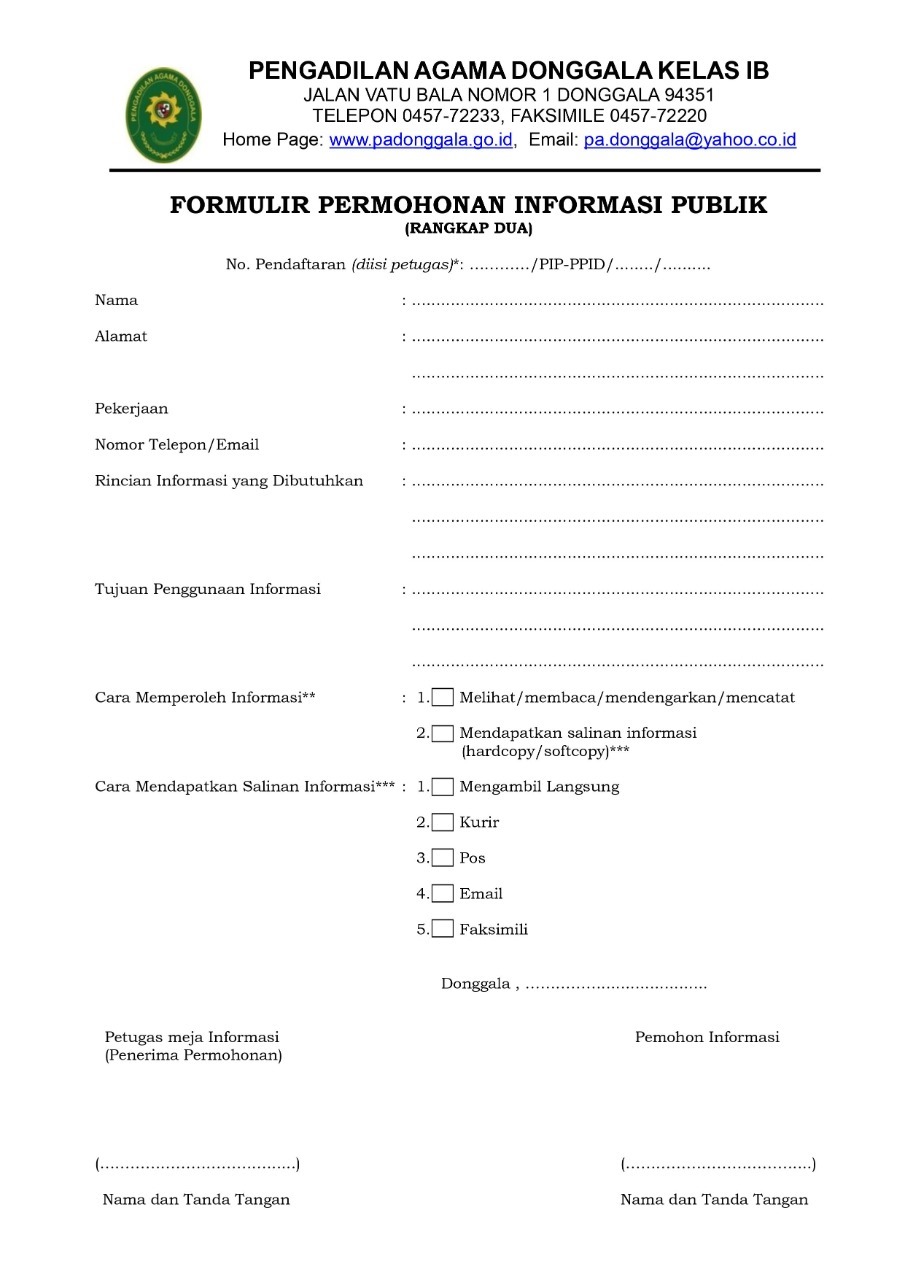 PENGADILAN AGAMA DONGGALA
PENGADILAN AGAMA DONGGALA KELAS IB
JALAN VATU BALA NOMOR 1 DONGGALA 94351
TELEPON 0457-72233, FAKSIMILE 0457-72220
Home Page: www.padonggala.go.id, Email: pa.donggala@yahoo.co.id
FORMULIR PERMOHONAN INFORMASI PUBLIK
(RANGKAP DUA)
No. Pendaftaran (diisi petugas)*: ............/PIP-PPID/......../..........
Nama : ....................................................................................
Alamat : ....................................................................................
....................................................................................
Pekerjaan : ....................................................................................
Nomor Telepon/Email : ....................................................................................
Rincian Informasi yang Dibutuhkan : ....................................................................................
....................................................................................
....................................................................................
Tujuan Penggunaan Informasi : ....................................................................................
....................................................................................
....................................................................................
Cara Memperoleh Informasi** : 1. Melihat/membaca/mendengarkan/mencatat
2. Mendapatkan salinan informasi
(hardcopy/softcopy)***
Cara Mendapatkan Salinan Informasi*** : 1. Mengambil Langsung
2. Kurir
3. Pos
4. Email
5. Faksimili
Donggala , .....................................
Petugas meja Informasi Pemohon Informasi
(Penerima Permohonan)
(.......................................) (.....................................)
Nama dan Tanda Tangan Nama dan Tanda Tangan